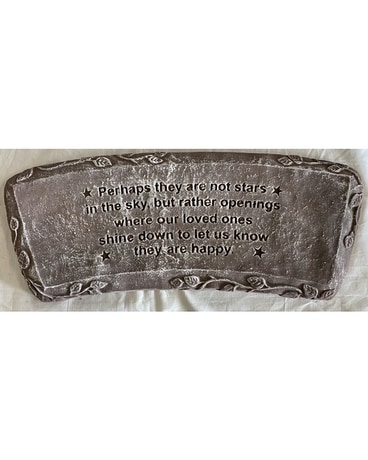 Perhaps they are not stars
in the sky, but rather openings
where our loved ones
shine down to let us know
they are happy.